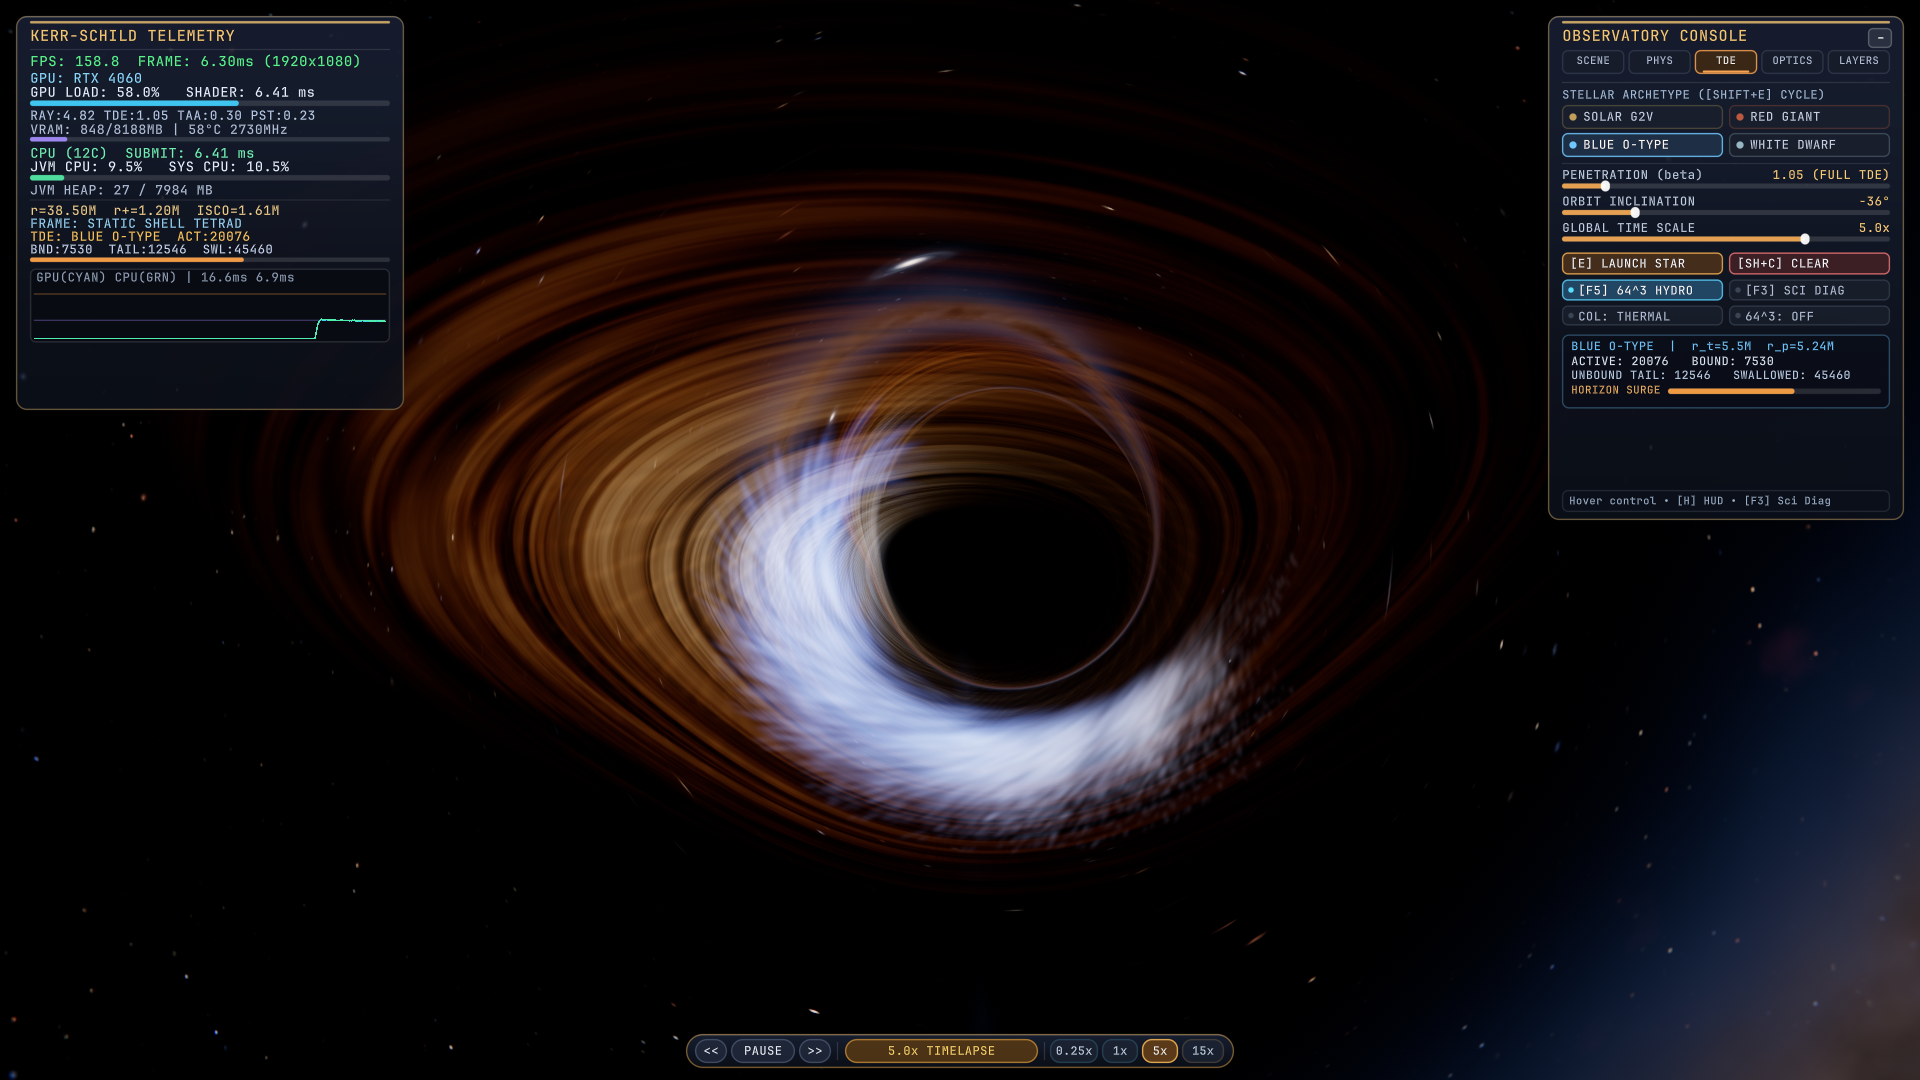 KERR-SCHILD TELEMETRY
FPS: 158.8  FRAME: 6.30ms (1920x1080)
GPU: RTX 4060
GPU LOAD: 58.0%   SHADER: 6.41 ms
RAY:4.82 TDE:1.05 TAA:0.30 PST:0.23
VRAM: 848/8188MB | 58°C 2730MHz
CPU (12C)  SUBMIT: 6.41 ms
JVM CPU: 9.5%   SYS CPU: 10.5%
JVM HEAP: 27 / 7984 MB
r=38.50M  r+=1.20M  ISCO=1.61M
FRAME: STATIC SHELL TETRAD
TDE: BLUE O-TYPE  ACT:20076
BND:7530  TAIL:12546  SWL:45460
GPU(CYAN) CPU(GRN) | 16.6ms 6.9ms
OBSERVATORY CONSOLE
-
SCENE PHYS TDE OPTICS LAYERS
STELLAR ARCHETYPE ([SHIFT+E] CYCLE)
SOLAR G2V RED GIANT
BLUE O-TYPE WHITE DWARF
PENETRATION (beta) 1.05 (FULL TDE)
ORBIT INCLINATION -36°
GLOBAL TIME SCALE 5.0x
[E] LAUNCH STAR [SH+C] CLEAR
[F5] 64^3 HYDRO [F3] SCI DIAG
COL: THERMAL 64^3: OFF
BLUE O-TYPE  |  r_t=5.5M  r_p=5.24M
ACTIVE: 20076   BOUND: 7530
UNBOUND TAIL: 12546   SWALLOWED: 45460
HORIZON SURGE
Hover control • [H] HUD • [F3] Sci Diag
<< PAUSE >> 5.0x TIMELAPSE 0.25x 1x 5x 15x